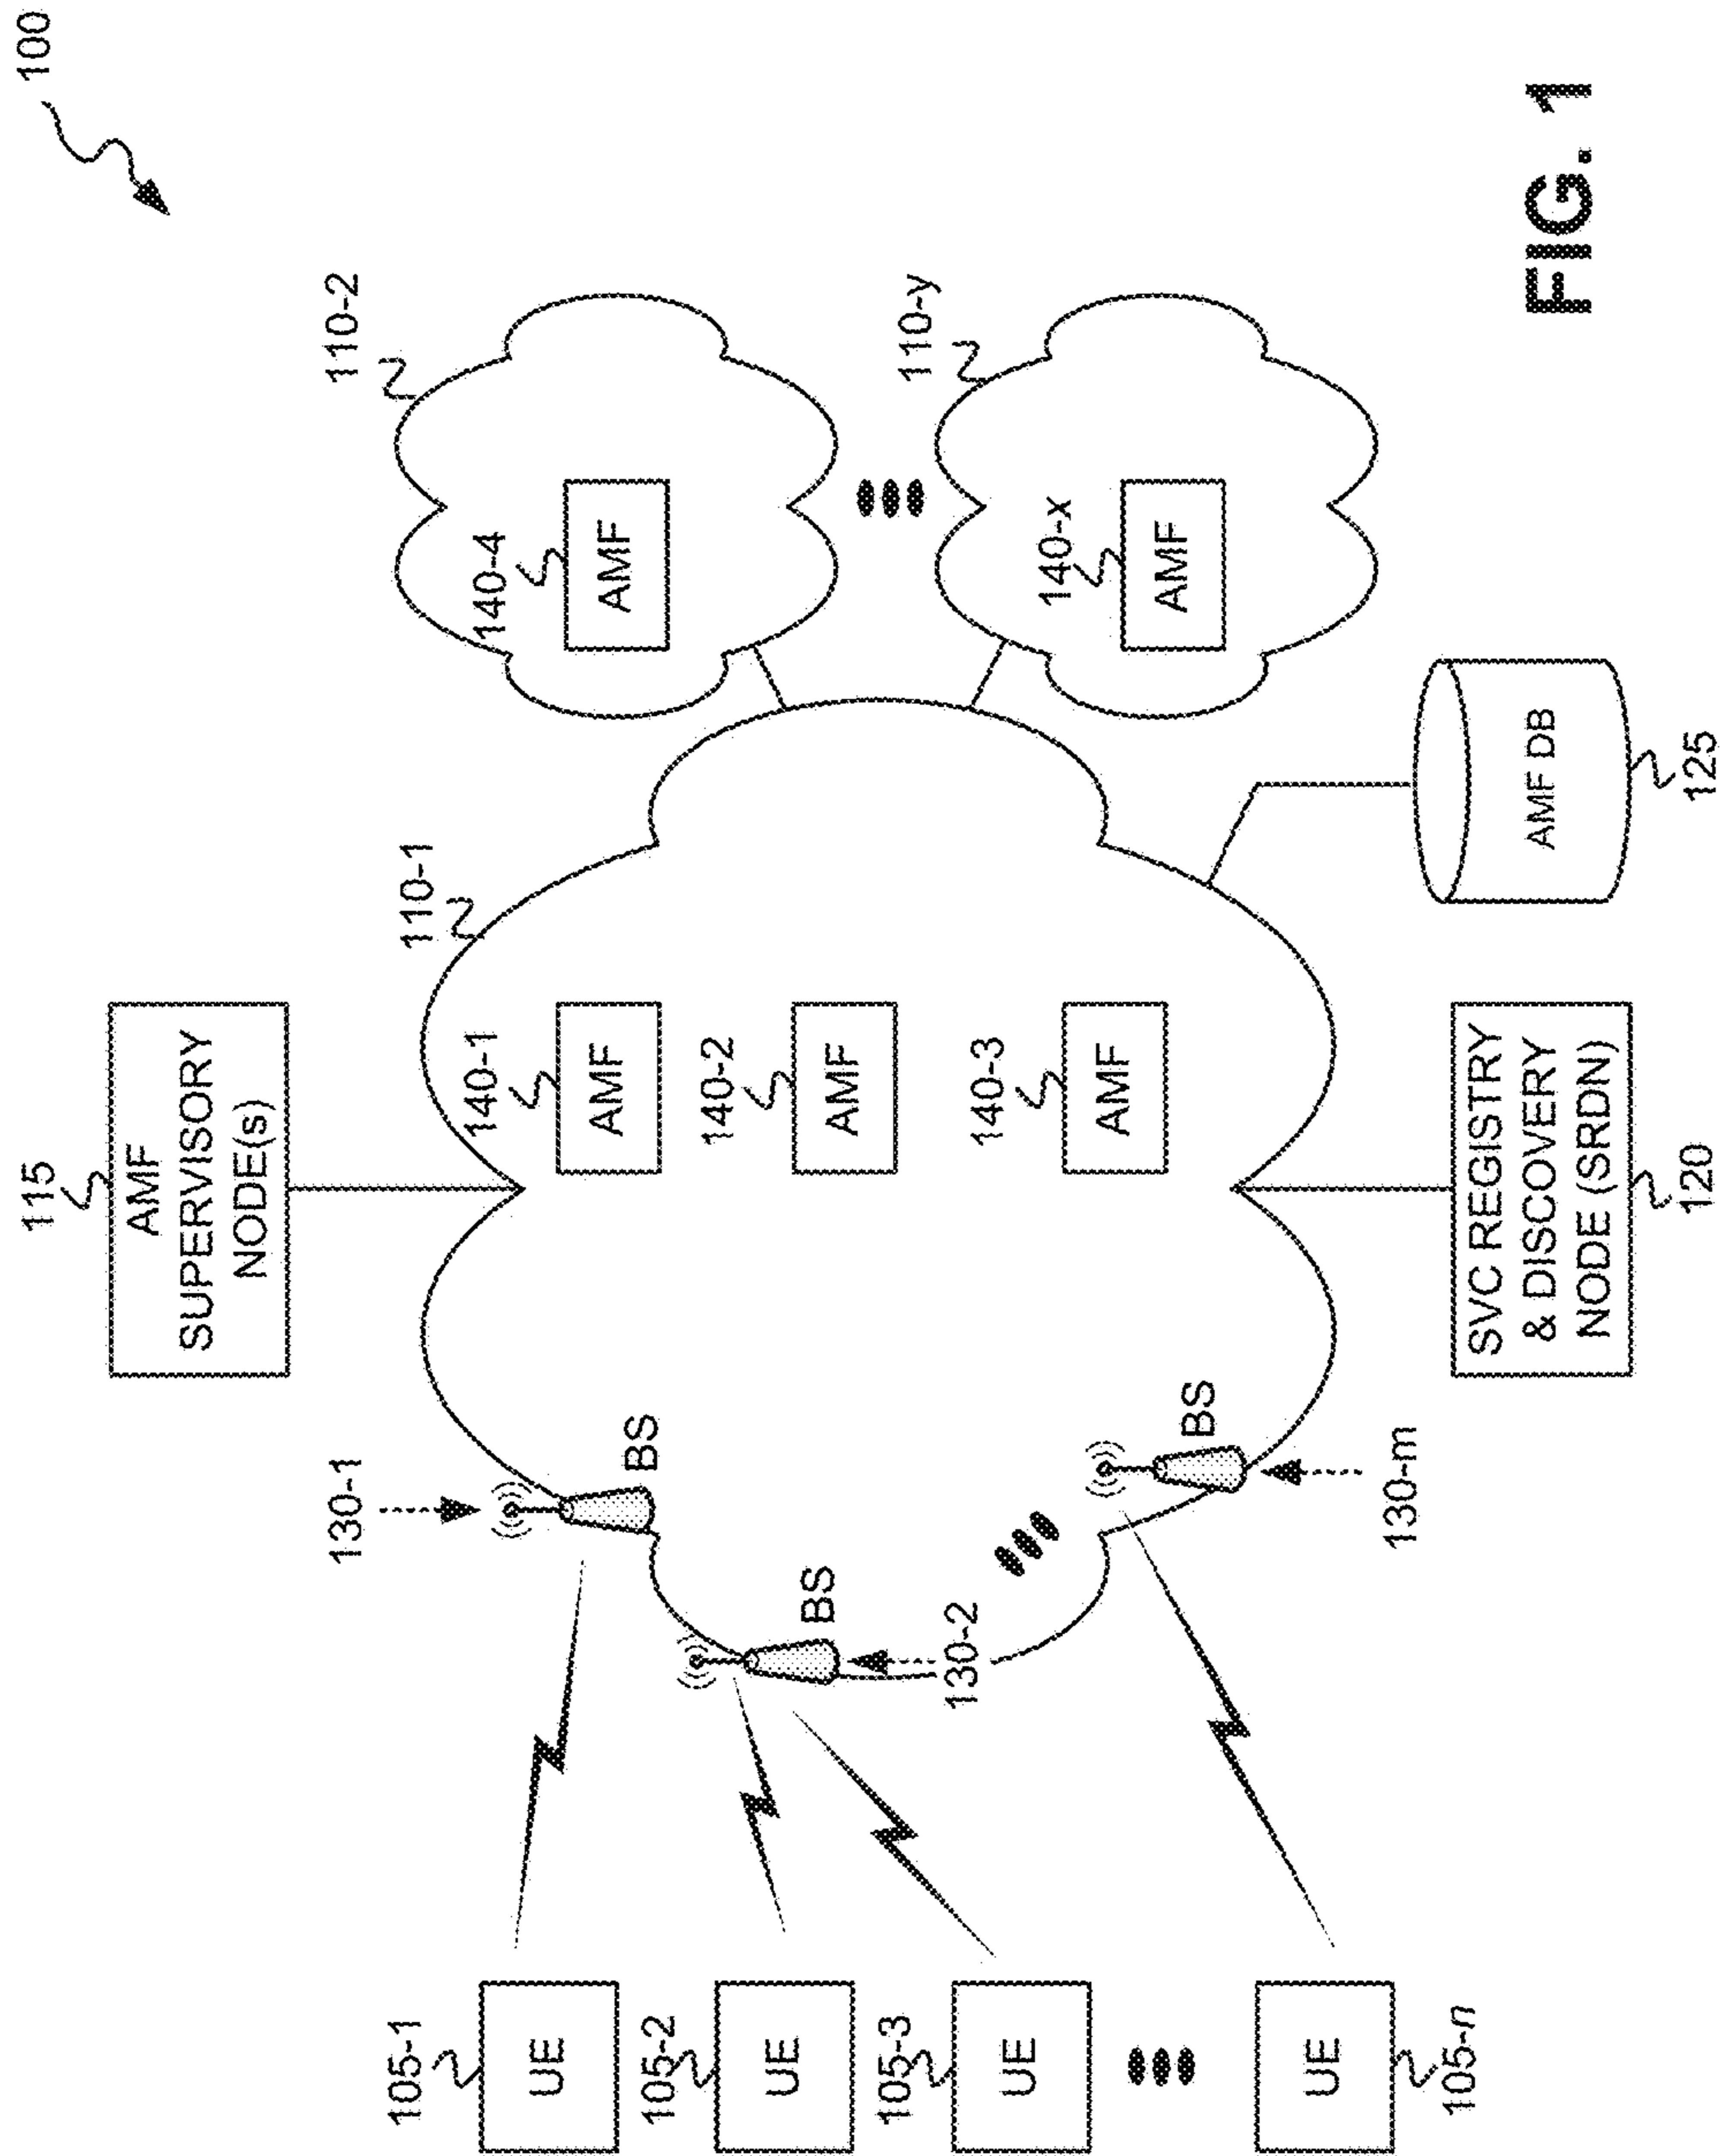 100
115
AMF
SUPERVISORY
NODE(s)
110-1
110-2
130-1
BS
105-1
UE
140-1
AMF
140-4
AMF
105-2
UE
BS
130-2
140-2
AMF
105-3
UE
140-3
AMF
110-y
140-x
AMF
105-n
UE
BS
130-m
SVC REGISTRY
& DISCOVERY
NODE (SRDN)
120
AMF DB
125
FIG. 1